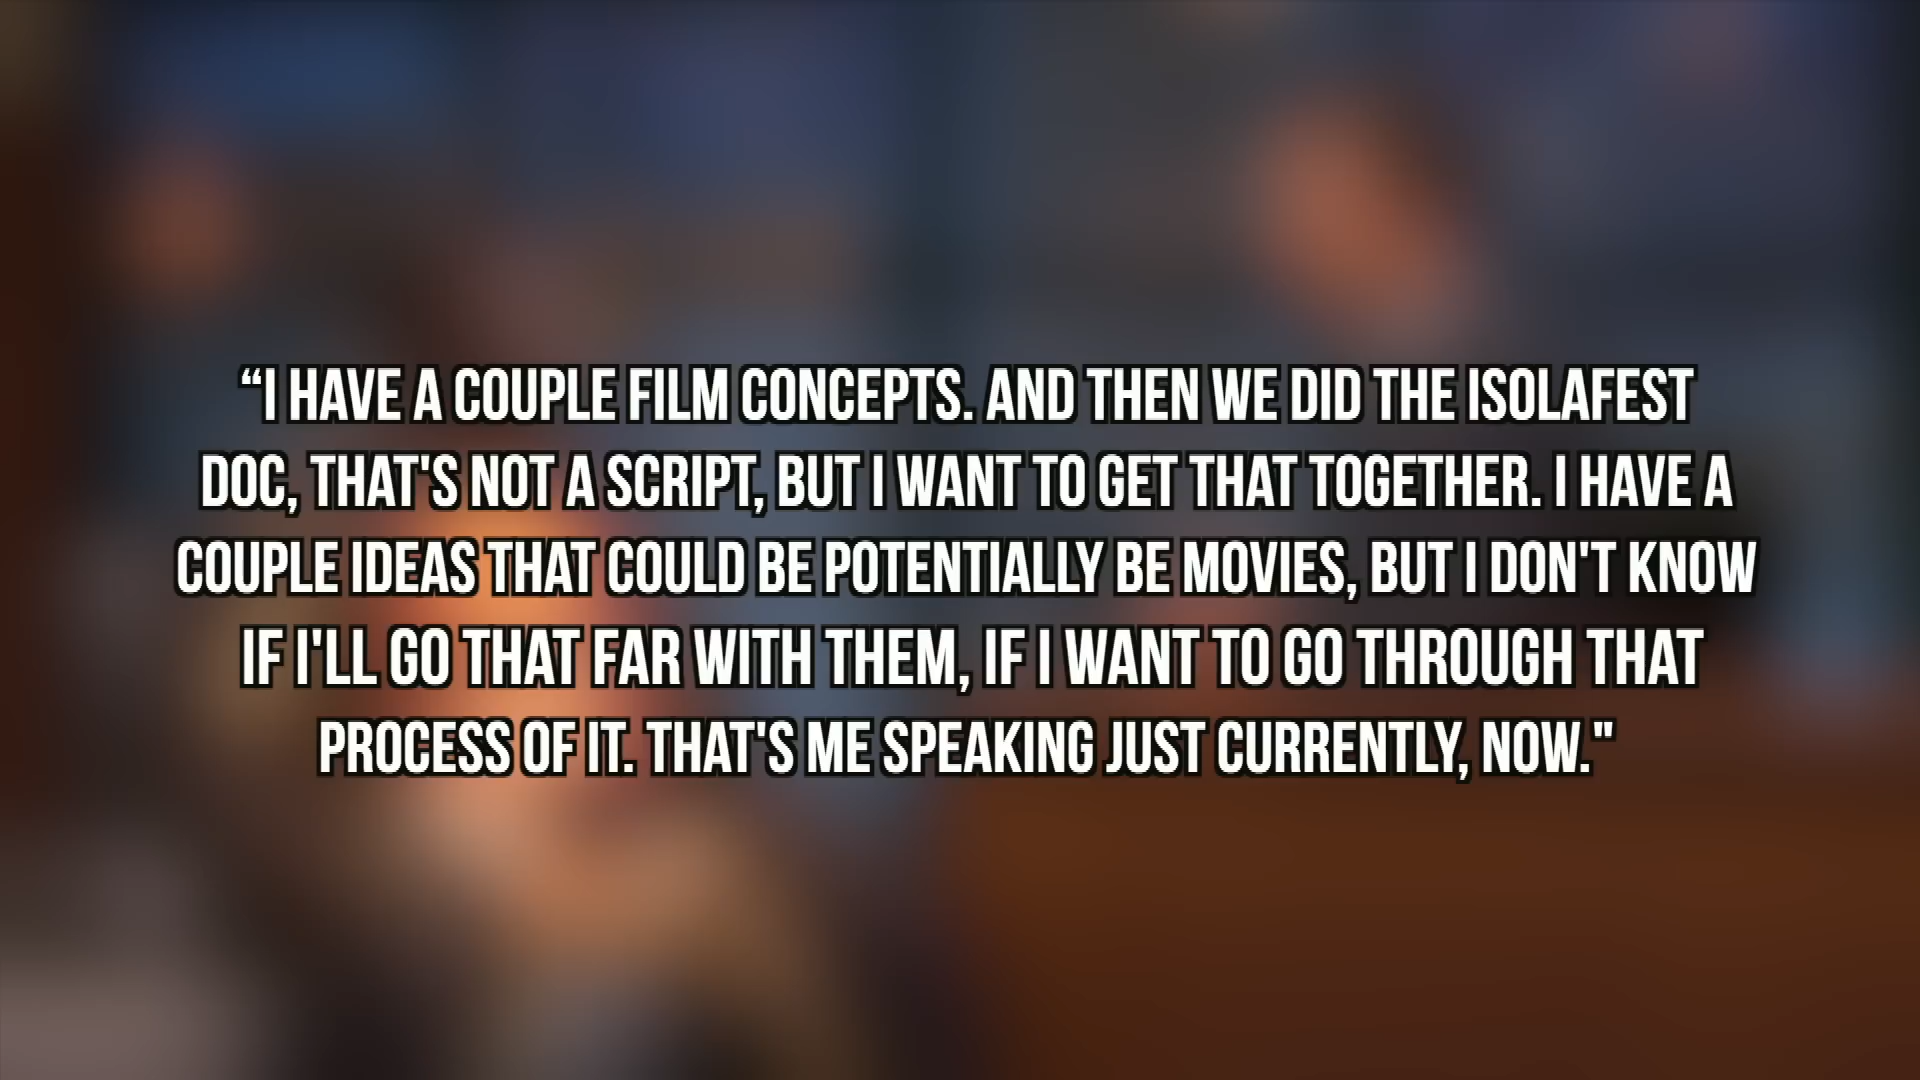 “I HAVE A COUPLE FILM CONCEPTS. AND THEN WE DID THE ISOLAFEST
DOC, THAT'S NOT A SCRIPT, BUT I WANT TO GET THAT TOGETHER. I HAVE A
COUPLE IDEAS THAT COULD BE POTENTIALLY BE MOVIES, BUT I DON'T KNOW
IF I'LL GO THAT FAR WITH THEM, IF I WANT TO GO THROUGH THAT
PROCESS OF IT. THAT'S ME SPEAKING JUST CURRENTLY, NOW."